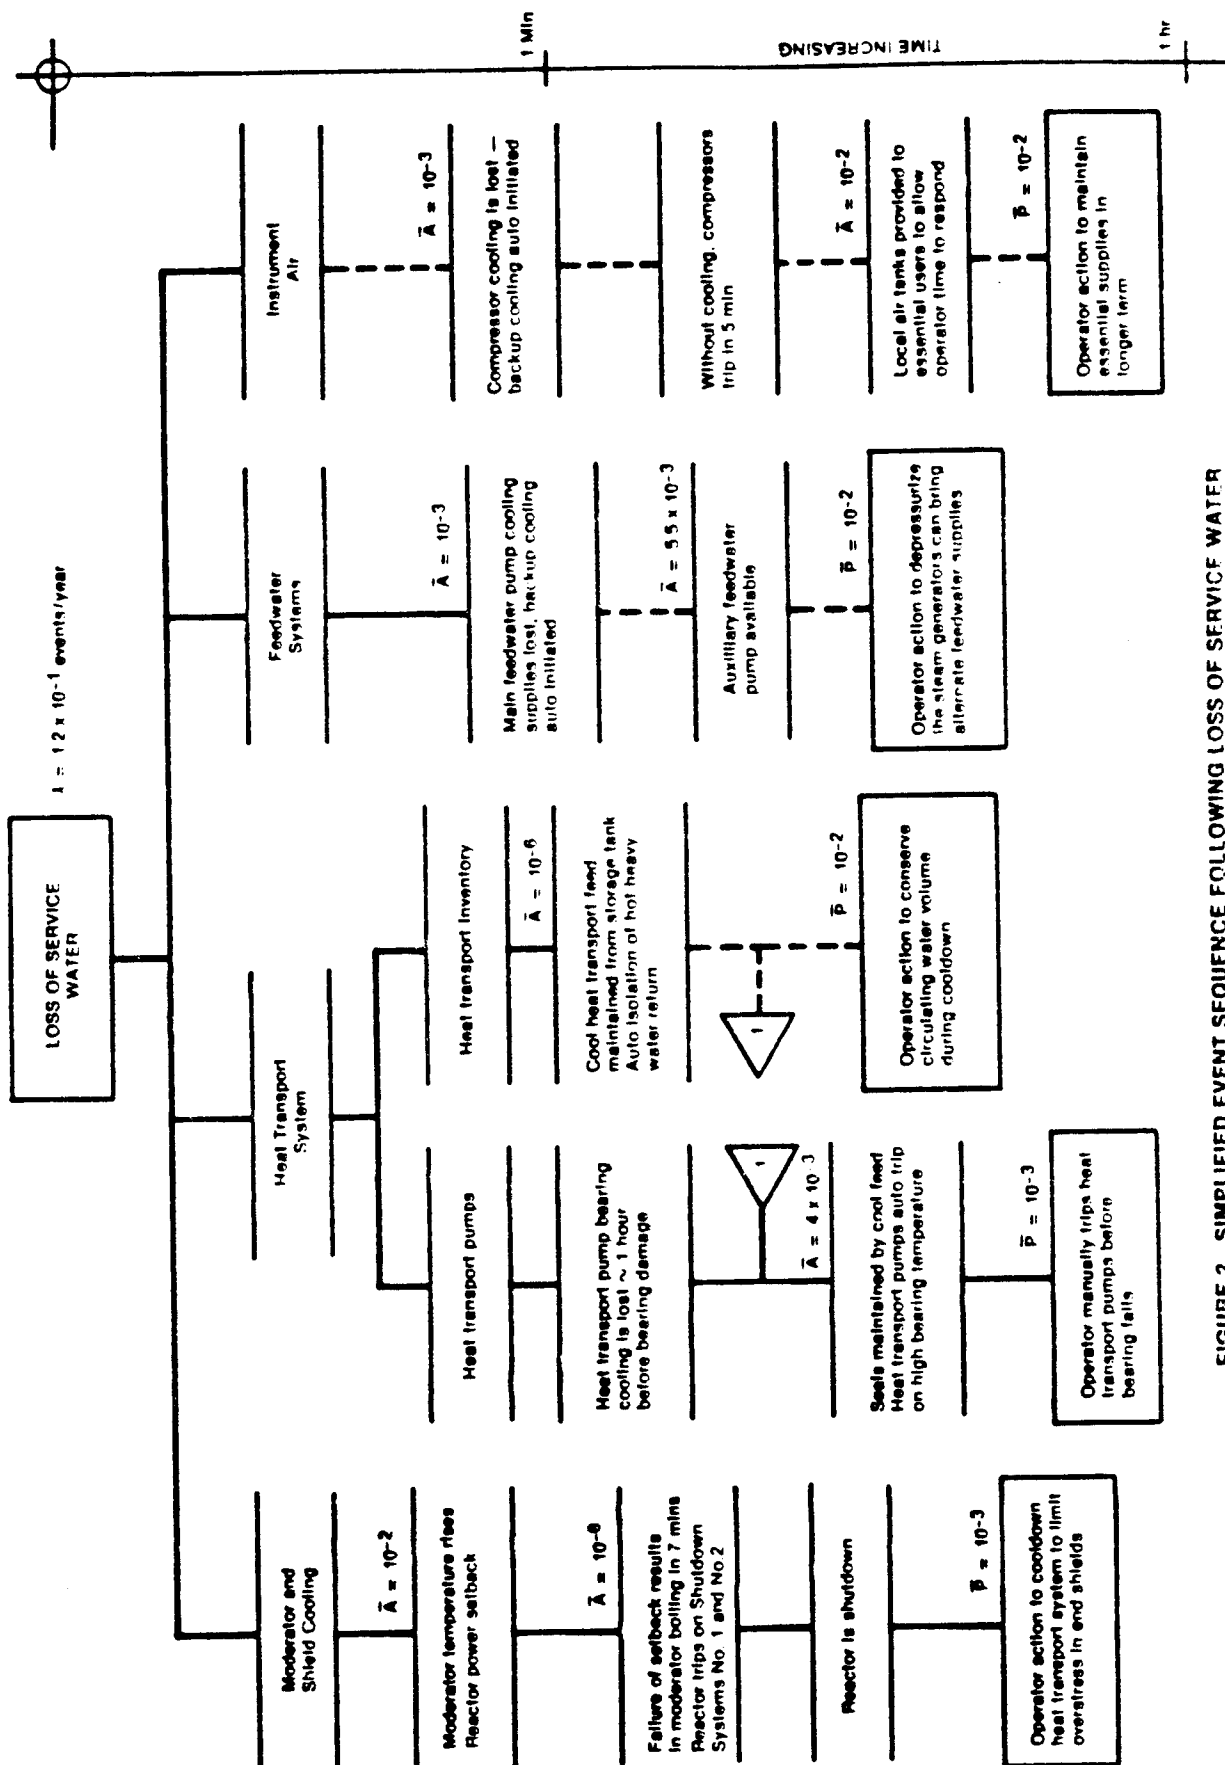 LOSS OF SERVICE
WATER
λ = 1.2 x 10⁻¹ events/year
Moderator and
Shield Cooling
Ā = 10⁻²
Moderator temperature rises
Reactor power setback
Ā = 10⁻⁶
Failure of setback results
in moderator boiling in 7 mins
Reactor trips on Shutdown
Systems No. 1 and No.2
Reactor is shutdown
P̄ = 10⁻³
Operator action to cooldown
heat transport system to limit
overstress in end shields
Heat Transport
System
Heat transport pumps
Heat transport pump bearing
cooling is lost ~ 1 hour
before bearing damage
1
Ā = 4 x 10⁻³
Seals maintained by cool feed
Heat transport pumps auto trip
on high bearing temperature
P̄ = 10⁻³
Operator manually trips heat
transport pumps before
bearing fails
Heat transport Inventory
Ā = 10⁻⁶
Cool heat transport feed
maintained from storage tank
Auto isolation of hot heavy
water return
1
P̄ = 10⁻²
Operator action to conserve
circulating water volume
during cooldown
Feedwater
Systems
Ā = 10⁻³
Main feedwater pump cooling
supplies lost, backup cooling
auto initiated
Ā = 5.5 x 10⁻³
Auxilliary feedwater
pump available
P̄ = 10⁻²
Operator action to depressurize
the steam generators can bring
alternate feedwater supplies
Instrument
Air
Ā = 10⁻³
Compressor cooling is lost –
backup cooling auto initiated
Without cooling, compressors
trip in 5 min
Ā = 10⁻²
Local air tanks provided to
essential users to allow
operator time to respond
P̄ = 10⁻²
Operator action to maintain
essential supplies in
longer term
1 Min
TIME INCREASING
1 hr
FIGURE 2 SIMPLIFIED EVENT SEQUENCE FOLLOWING LOSS OF SERVICE WATER